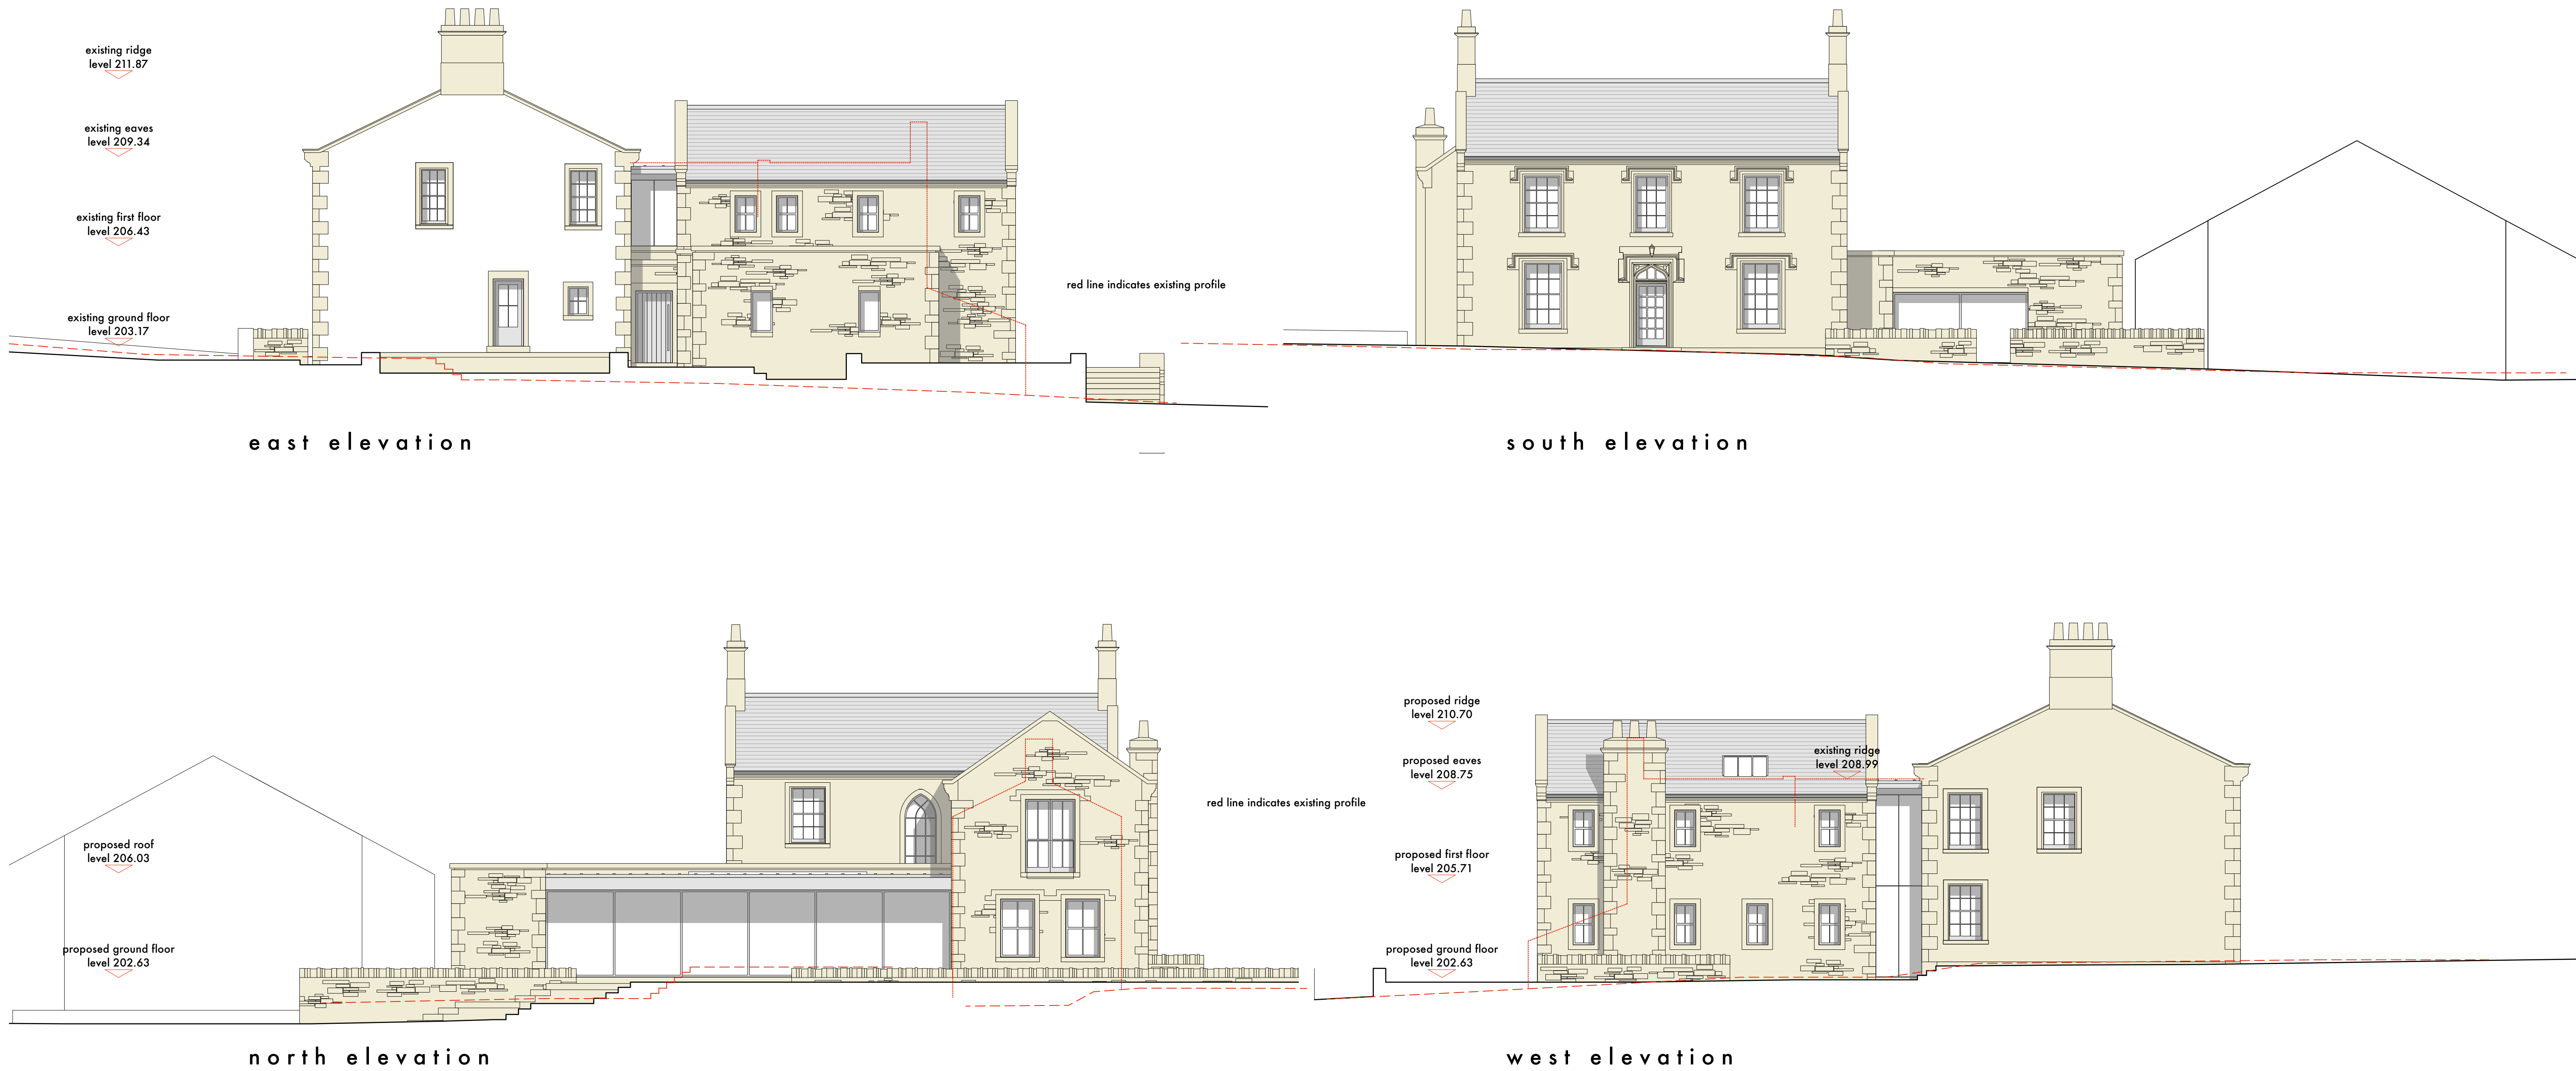 existing ridge
level 211.87
existing eaves
level 209.34
existing first floor
level 206.43
existing ground floor
level 203.17
red line indicates existing profile
east elevation
south elevation
proposed roof
level 206.03
proposed ground floor
level 202.63
red line indicates existing profile
north elevation
proposed ridge
level 210.70
proposed eaves
level 208.75
existing ridge
level 208.99
proposed first floor
level 205.71
proposed ground floor
level 202.63
west elevation